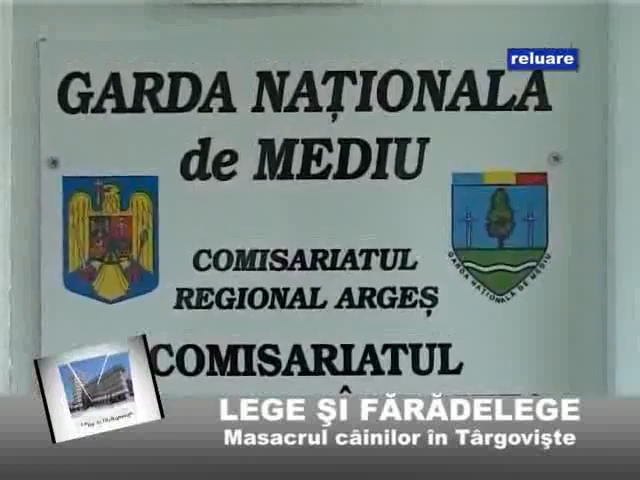 reluare
GARDA NAȚIONALA
de MEDIU
COMISARIATUL
REGIONAL ARGEȘ
GARDA NAȚIONALA DE MEDIU
COMISARIATUL
LEGE ŞI FĂRĂDELEGE
Masacrul câinilor în Târgovişte